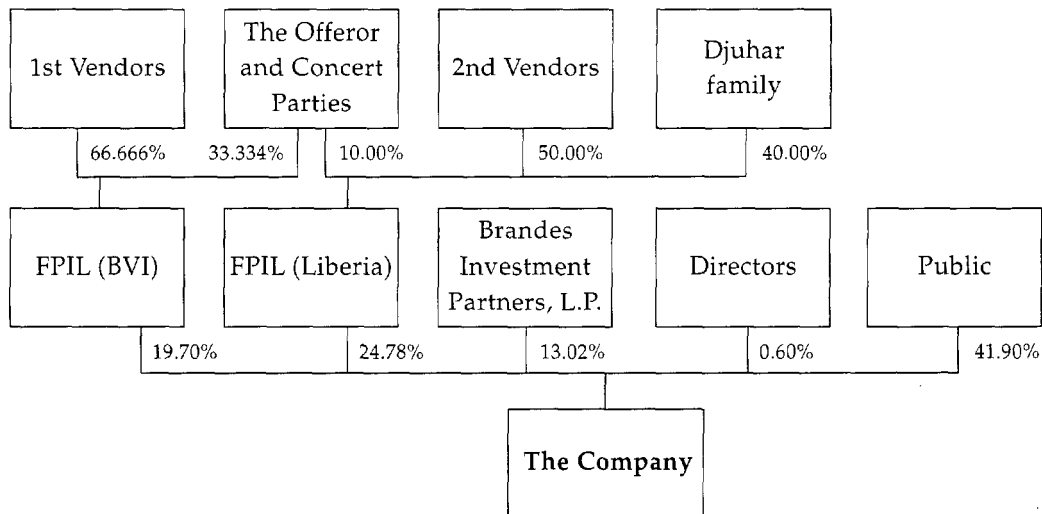 1st Vendors
The Offeror
and Concert
Parties
2nd Vendors
Djuhar
family
66.666%
33.334%
10.00%
50.00%
40.00%
FPIL (BVI)
FPIL (Liberia)
Brandes
Investment
Partners, L.P.
Directors
Public
19.70%
24.78%
13.02%
0.60%
41.90%
The Company